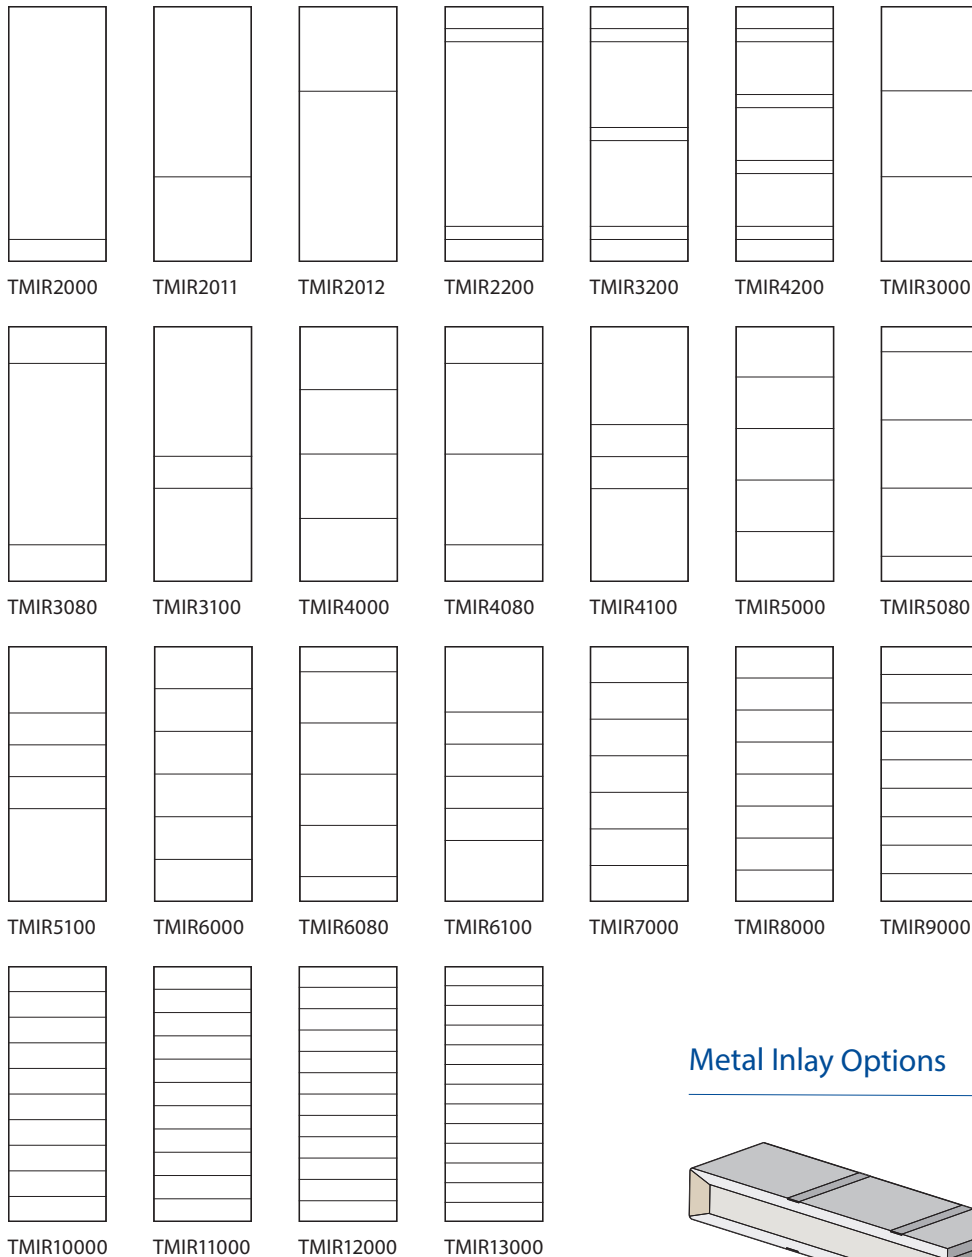 TMIR2000 TMIR2011 TMIR2012 TMIR2200 TMIR3200 TMIR4200 TMIR3000
TMIR3080 TMIR3100 TMIR4000 TMIR4080 TMIR4100 TMIR5000 TMIR5080
TMIR5100 TMIR6000 TMIR6080 TMIR6100 TMIR7000 TMIR8000 TMIR9000
Metal Inlay Options
TMIR10000 TMIR11000 TMIR12000 TMIR13000